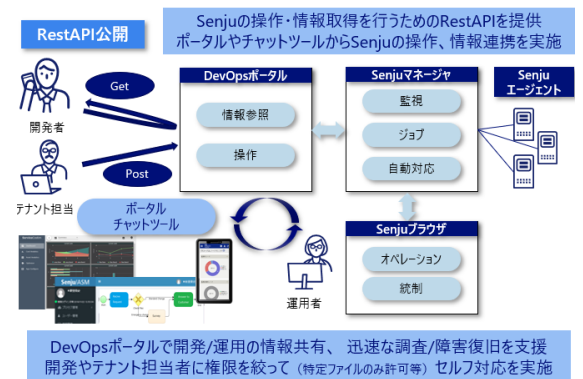 RestAPI公開
Senjuの操作・情報取得を行うためのRestAPIを提供
ポータルやチャットツールからSenjuの操作、情報連携を実施
開発者
テナント担当
Get
Post
DevOpsポータル
情報参照
操作
Senjuマネージャ
監視
ジョブ
自動対応
Senju
エージェント
ポータル
チャットツール
Senju/ASM
運用者
Senjuブラウザ
オペレーション
統制
DevOpsポータルで開発/運用の情報共有、 迅速な調査/障害復旧を支援
開発やテナント担当者に権限を絞って（特定ファイルのみ許可等）セルフ対応を実施